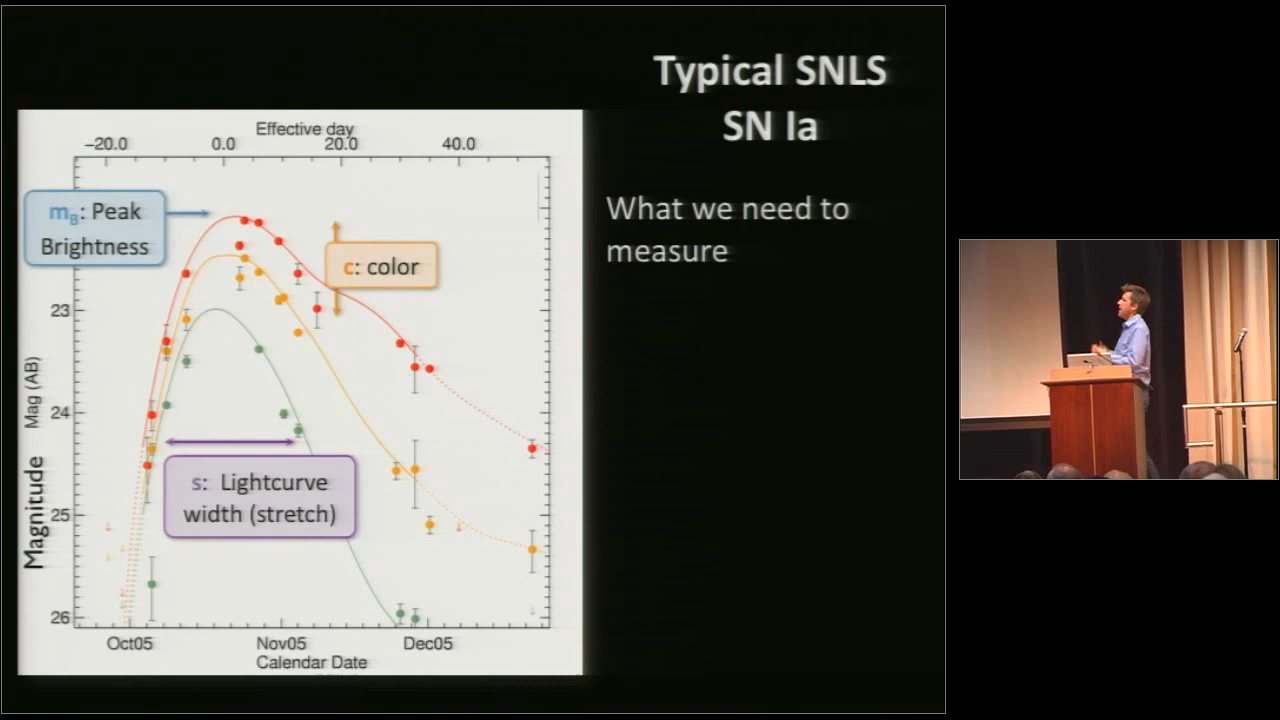 Typical SNLS
SN Ia
What we need to
measure
Effective day
−20.0 0.0 20.0 40.0
mB: Peak
Brightness
c: color
s: Lightcurve
width (stretch)
23
24
25
26
Magnitude Mag (AB)
Oct05 Nov05 Dec05
Calendar Date